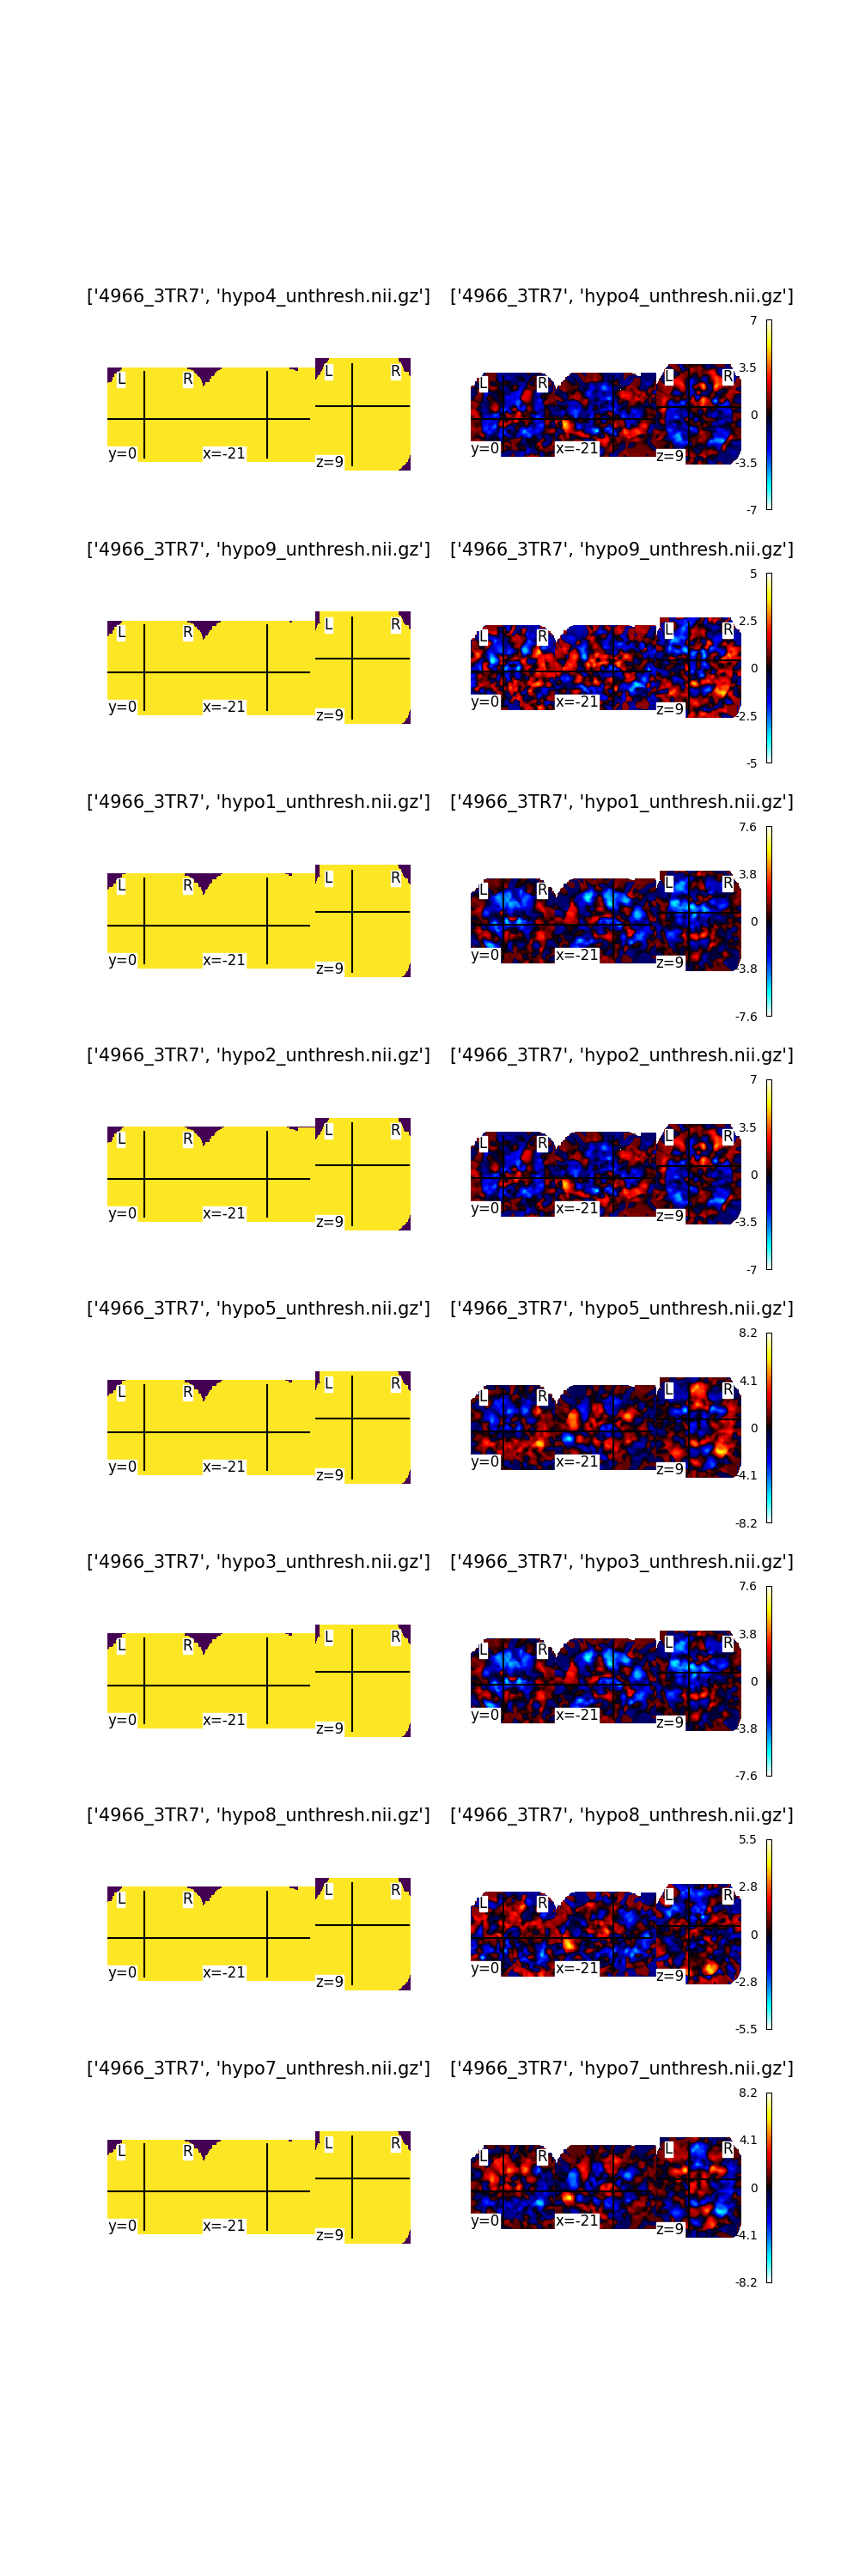 ['4966_3TR7', 'hypo4_unthresh.nii.gz'] ['4966_3TR7', 'hypo4_unthresh.nii.gz']
7
L R L R L R L R
3.5
0
y=0 x=-21 z=9 y=0 x=-21 z=9
-3.5
-7
['4966_3TR7', 'hypo9_unthresh.nii.gz'] ['4966_3TR7', 'hypo9_unthresh.nii.gz']
5
L R L R L R L R
2.5
0
y=0 x=-21 z=9 y=0 x=-21 z=9
-2.5
-5
['4966_3TR7', 'hypo1_unthresh.nii.gz'] ['4966_3TR7', 'hypo1_unthresh.nii.gz']
7.6
L R L R L R L R
3.8
0
y=0 x=-21 z=9 y=0 x=-21 z=9
-3.8
-7.6
['4966_3TR7', 'hypo2_unthresh.nii.gz'] ['4966_3TR7', 'hypo2_unthresh.nii.gz']
7
L R L R L R L R
3.5
0
y=0 x=-21 z=9 y=0 x=-21 z=9
-3.5
-7
['4966_3TR7', 'hypo5_unthresh.nii.gz'] ['4966_3TR7', 'hypo5_unthresh.nii.gz']
8.2
L R L R L R L R
4.1
0
y=0 x=-21 z=9 y=0 x=-21 z=9
-4.1
-8.2
['4966_3TR7', 'hypo3_unthresh.nii.gz'] ['4966_3TR7', 'hypo3_unthresh.nii.gz']
7.6
L R L R L R L R
3.8
0
y=0 x=-21 z=9 y=0 x=-21 z=9
-3.8
-7.6
['4966_3TR7', 'hypo8_unthresh.nii.gz'] ['4966_3TR7', 'hypo8_unthresh.nii.gz']
5.5
L R L R L R L R
2.8
0
y=0 x=-21 z=9 y=0 x=-21 z=9
-2.8
-5.5
['4966_3TR7', 'hypo7_unthresh.nii.gz'] ['4966_3TR7', 'hypo7_unthresh.nii.gz']
8.2
L R L R L R L R
4.1
0
y=0 x=-21 z=9 y=0 x=-21 z=9
-4.1
-8.2